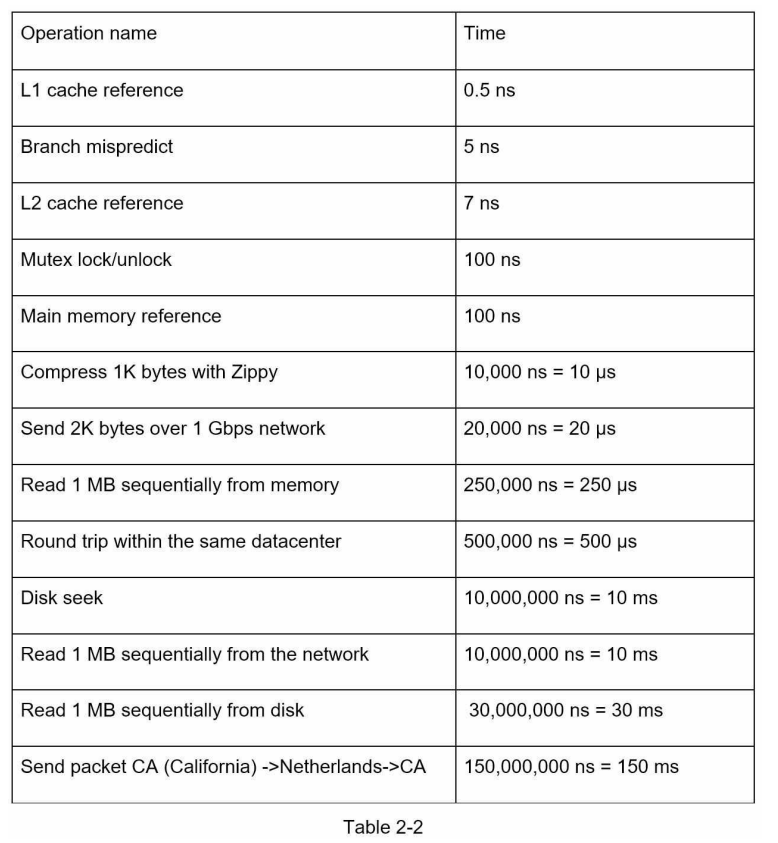 Operation name Time
L1 cache reference 0.5 ns
Branch mispredict 5 ns
L2 cache reference 7 ns
Mutex lock/unlock 100 ns
Main memory reference 100 ns
Compress 1K bytes with Zippy 10,000 ns = 10 µs
Send 2K bytes over 1 Gbps network 20,000 ns = 20 µs
Read 1 MB sequentially from memory 250,000 ns = 250 µs
Round trip within the same datacenter 500,000 ns = 500 µs
Disk seek 10,000,000 ns = 10 ms
Read 1 MB sequentially from the network 10,000,000 ns = 10 ms
Read 1 MB sequentially from disk 30,000,000 ns = 30 ms
Send packet CA (California) ->Netherlands->CA 150,000,000 ns = 150 ms
Table 2-2